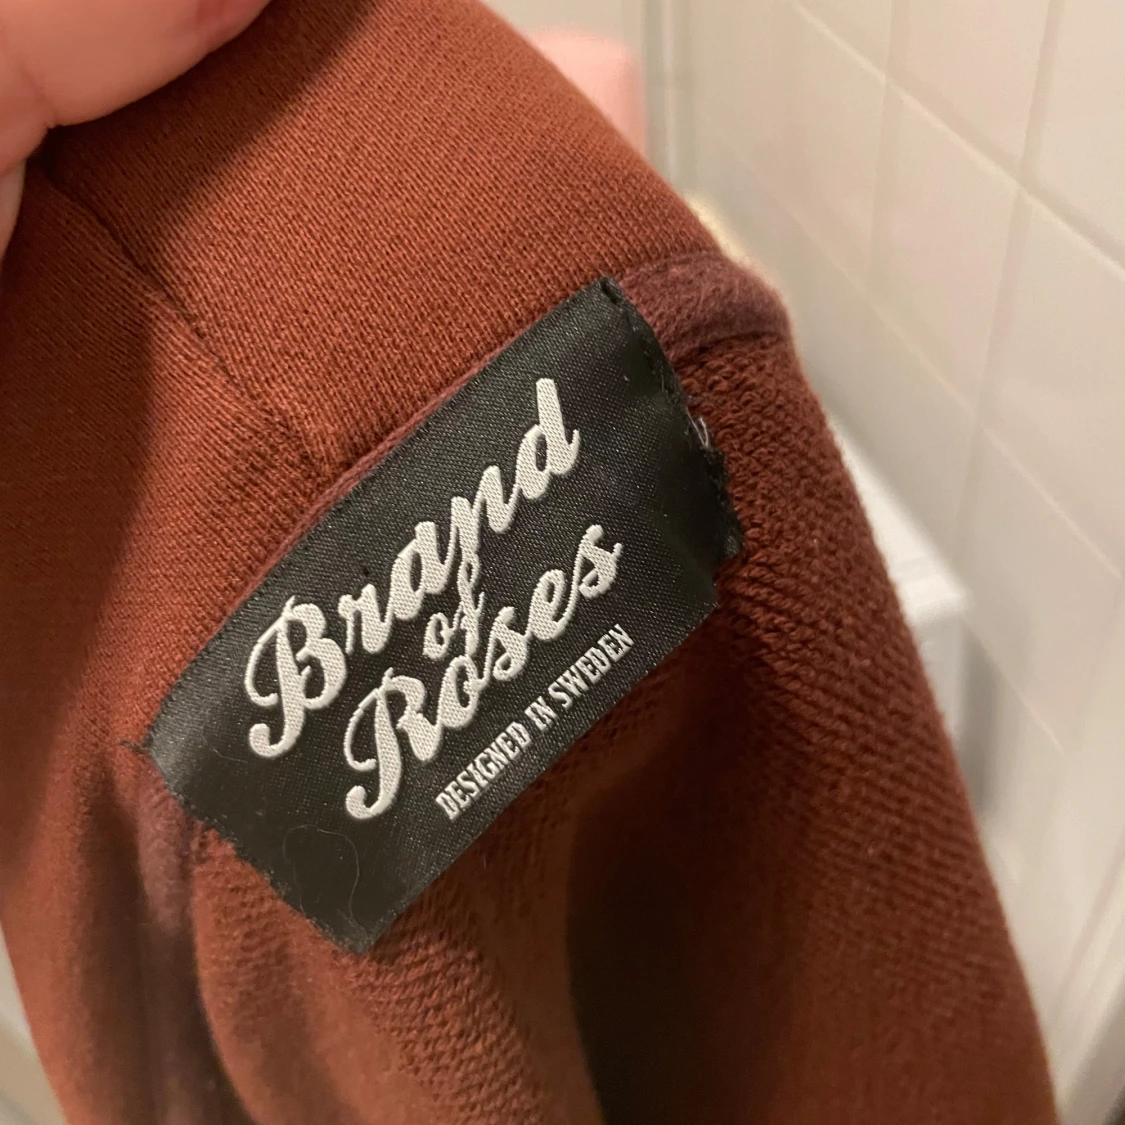 Brand
of
Roses
DESIGNED IN SWEDEN